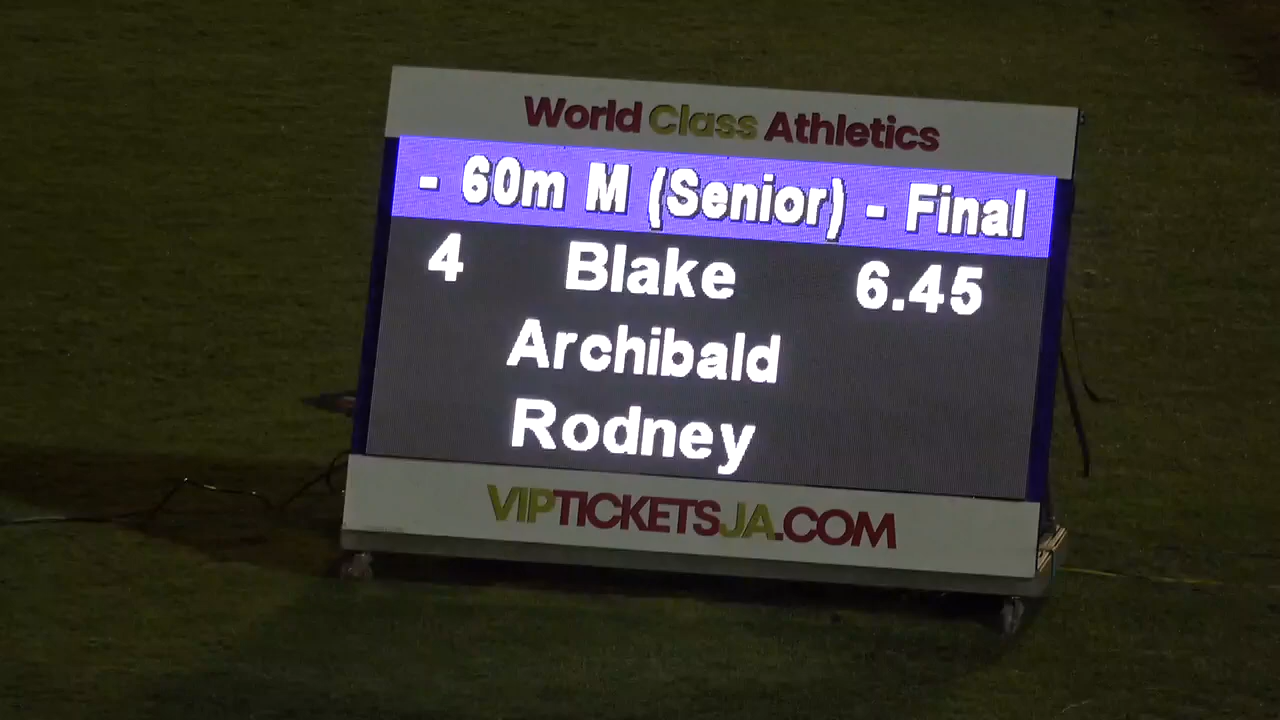 World Class Athletics
- 60m M (Senior) - Final
4 Blake 6.45
Archibald
Rodney
VIPTICKETSJA.COM